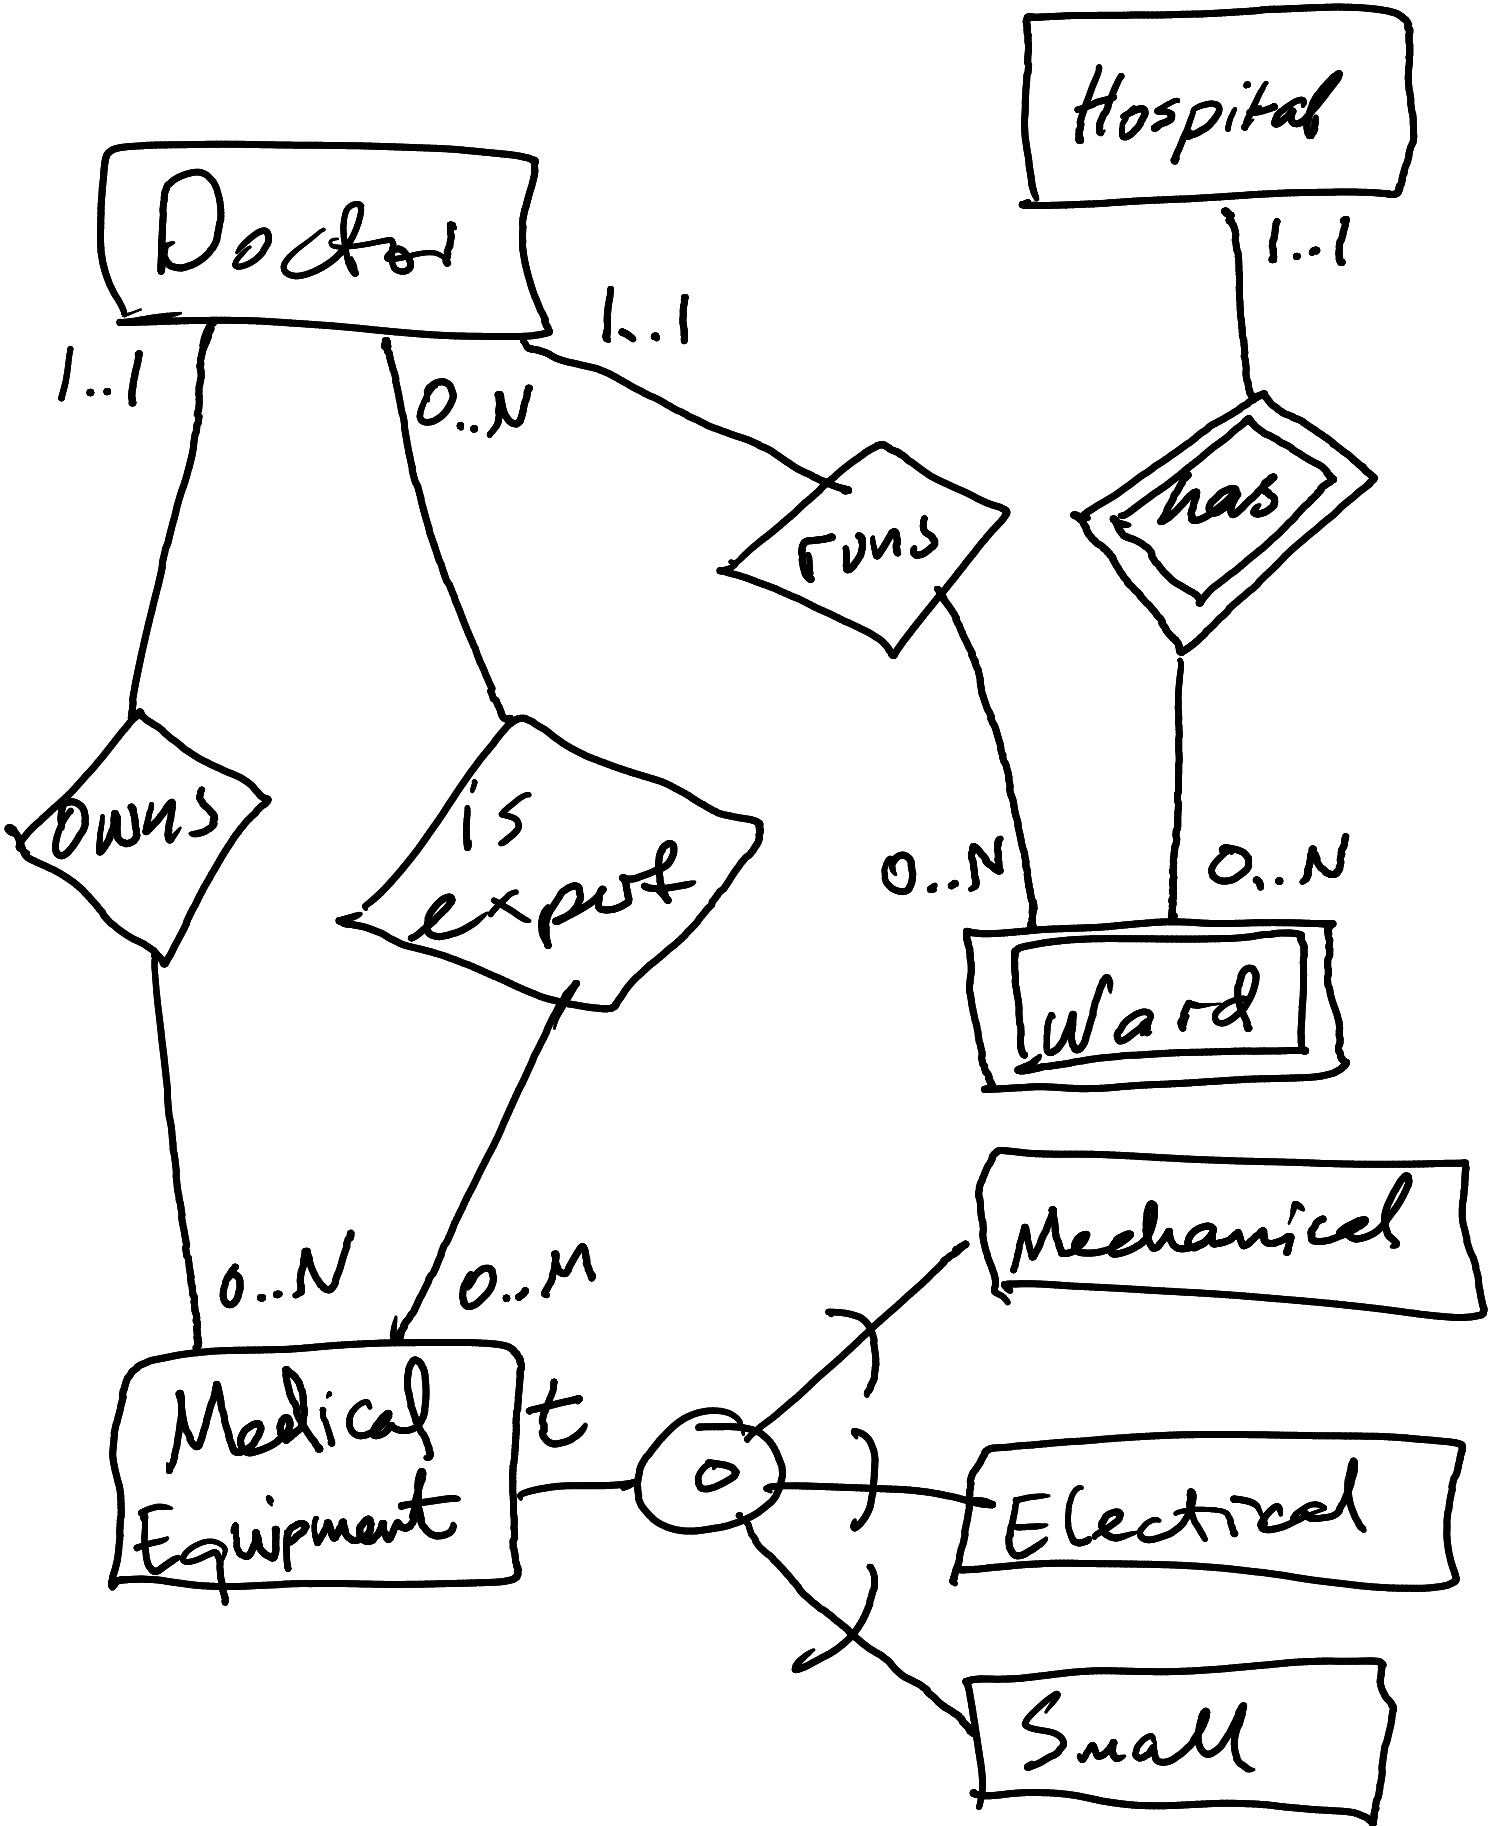 Hospital
Doctor
1..1
1..1
1..1
0..N
has
runs
owns
is
expert
0..N
0..N
Ward
Mechanical
0..N
0..M
Medical
Equipment
t
o
Electrical
Small